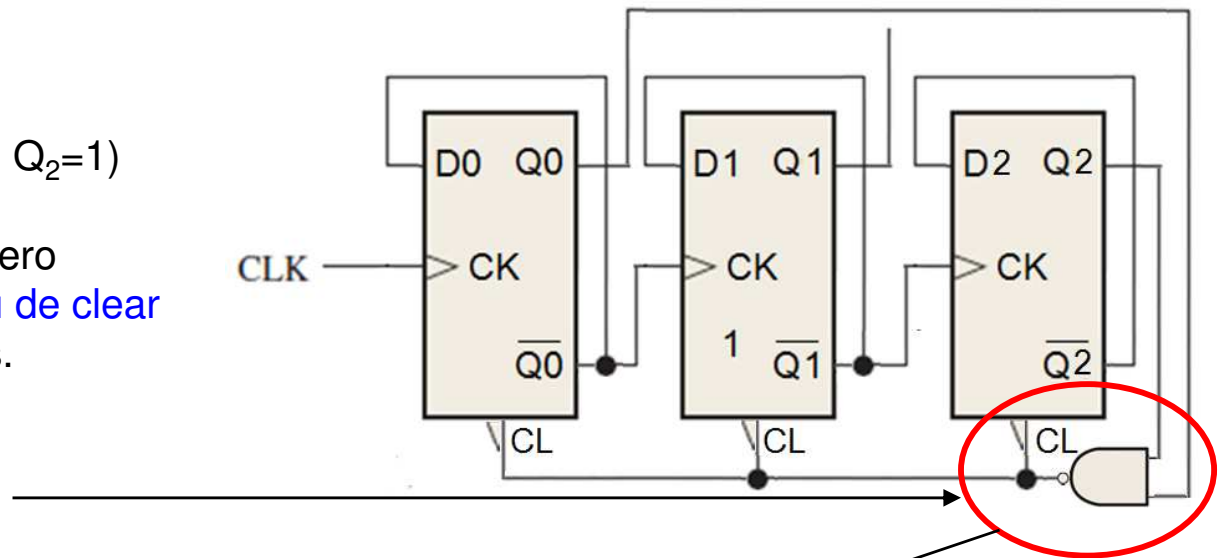 Q₂=1)
ero
de clear
s.
CLK
D0 Q0
CK
Q0̅
CL
D1 Q1
CK
1
Q1̅
CL
D2 Q2
CK
Q2̅
CL